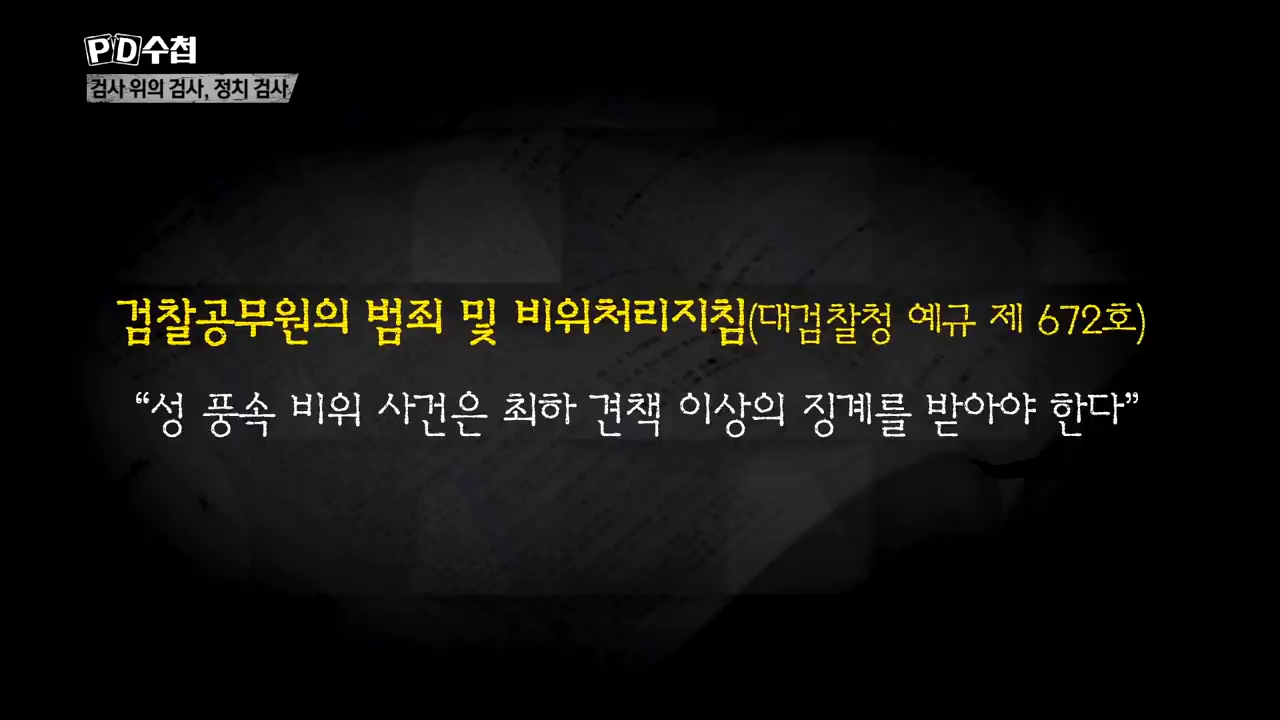 PD수첩
검사 위의 검사, 정치 검사
검찰공무원의 범죄 및 비위처리지침(대검찰청 예규 제 672호)
“성 풍속 비위 사건은 최하 견책 이상의 징계를 받아야 한다”